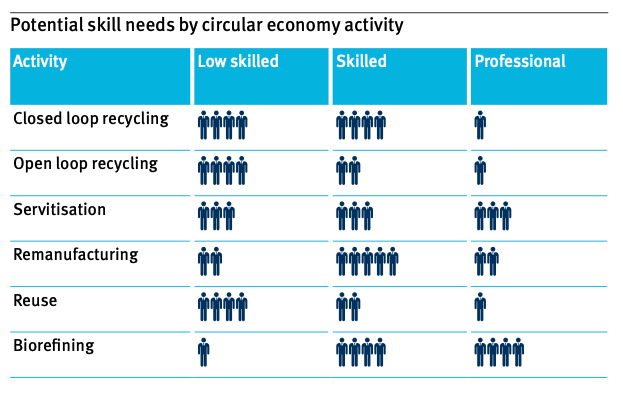 Potential skill needs by circular economy activity
Activity Low skilled Skilled Professional
Closed loop recycling
Open loop recycling
Servitisation
Remanufacturing
Reuse
Biorefining